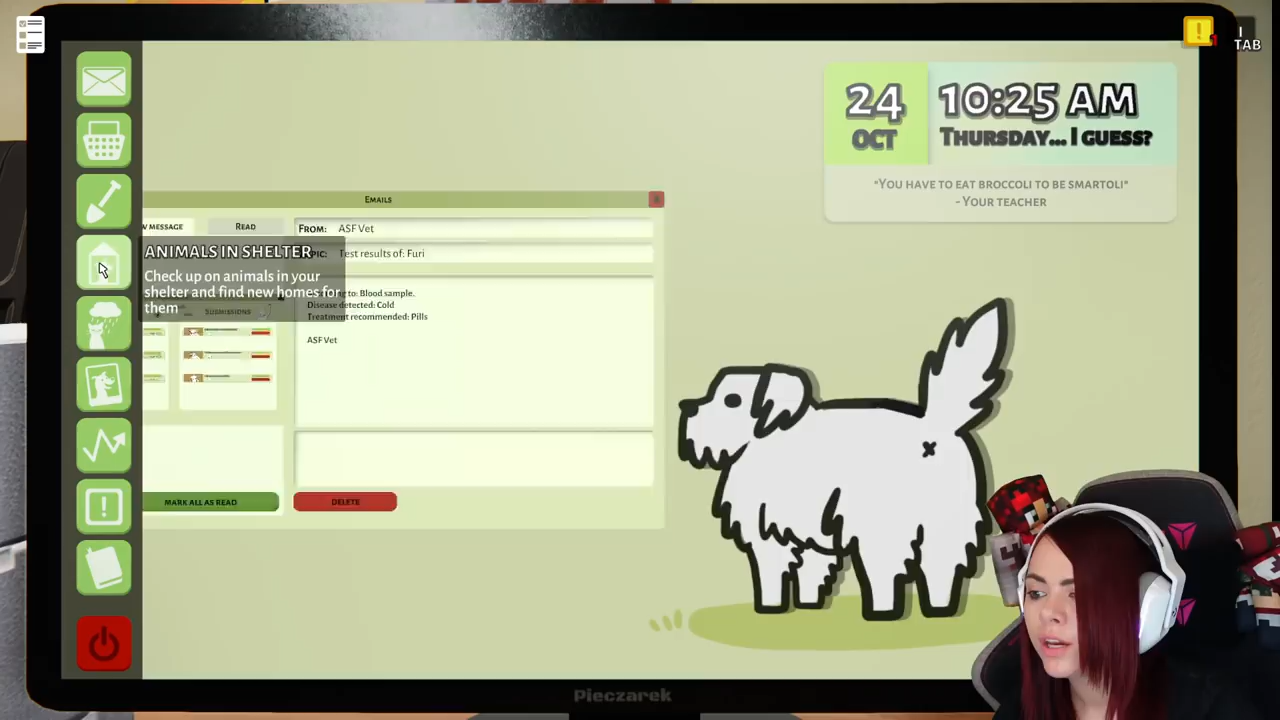 TAB
24
OCT
10:25 AM
THURSDAY... I GUESS?
"YOU HAVE TO EAT BROCCOLI TO BE SMARTOLI"
- YOUR TEACHER
EMAILS
MESSAGE
READ
FROM: ASF Vet
Test results of: Furi
ANIMALS IN SHELTER
Check up on animals in your
shelter and find new homes for
them
SUBMISSIONS
to: Blood sample.
Disease detected: Cold
Treatment recommended: Pills
ASF Vet
MARK ALL AS READ
DELETE
Pieczarek